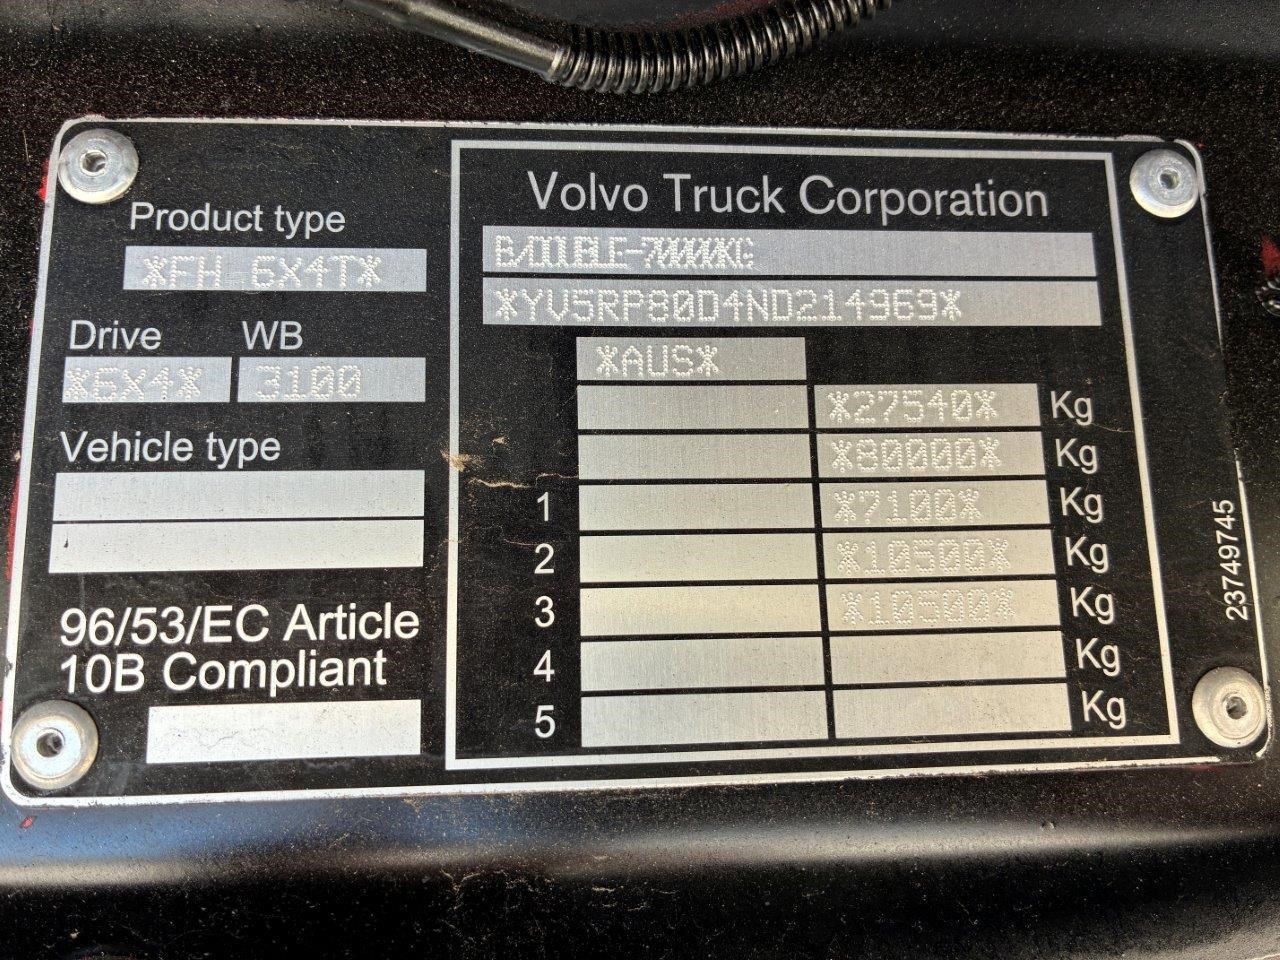 Volvo Truck Corporation
Product type
*FH 6X4T*
Drive WB
*6X4* 3100
Vehicle type
96/53/EC Article
10B Compliant
*YV5RP80D4ND214969*
*AUS*
*27540* Kg
*80000* Kg
1 *7100* Kg
2 *10500* Kg
3 *10500* Kg
4 Kg
5 Kg
23749745